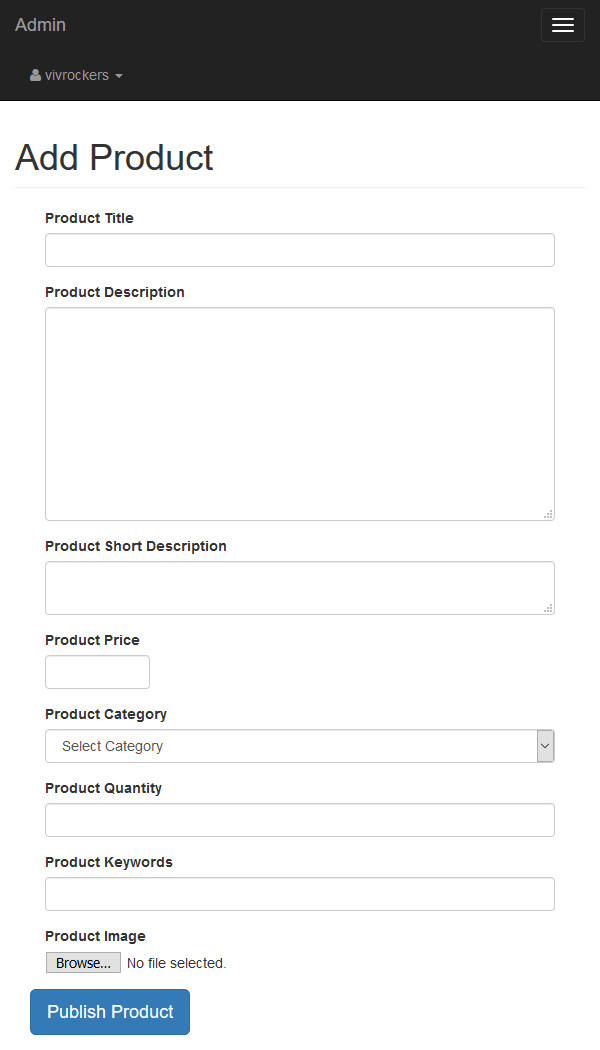 Admin
vivrockers
Add Product
Product Title
Product Description
Product Short Description
Product Price
Product Category
Select Category
Product Quantity
Product Keywords
Product Image
Browse... No file selected.
Publish Product